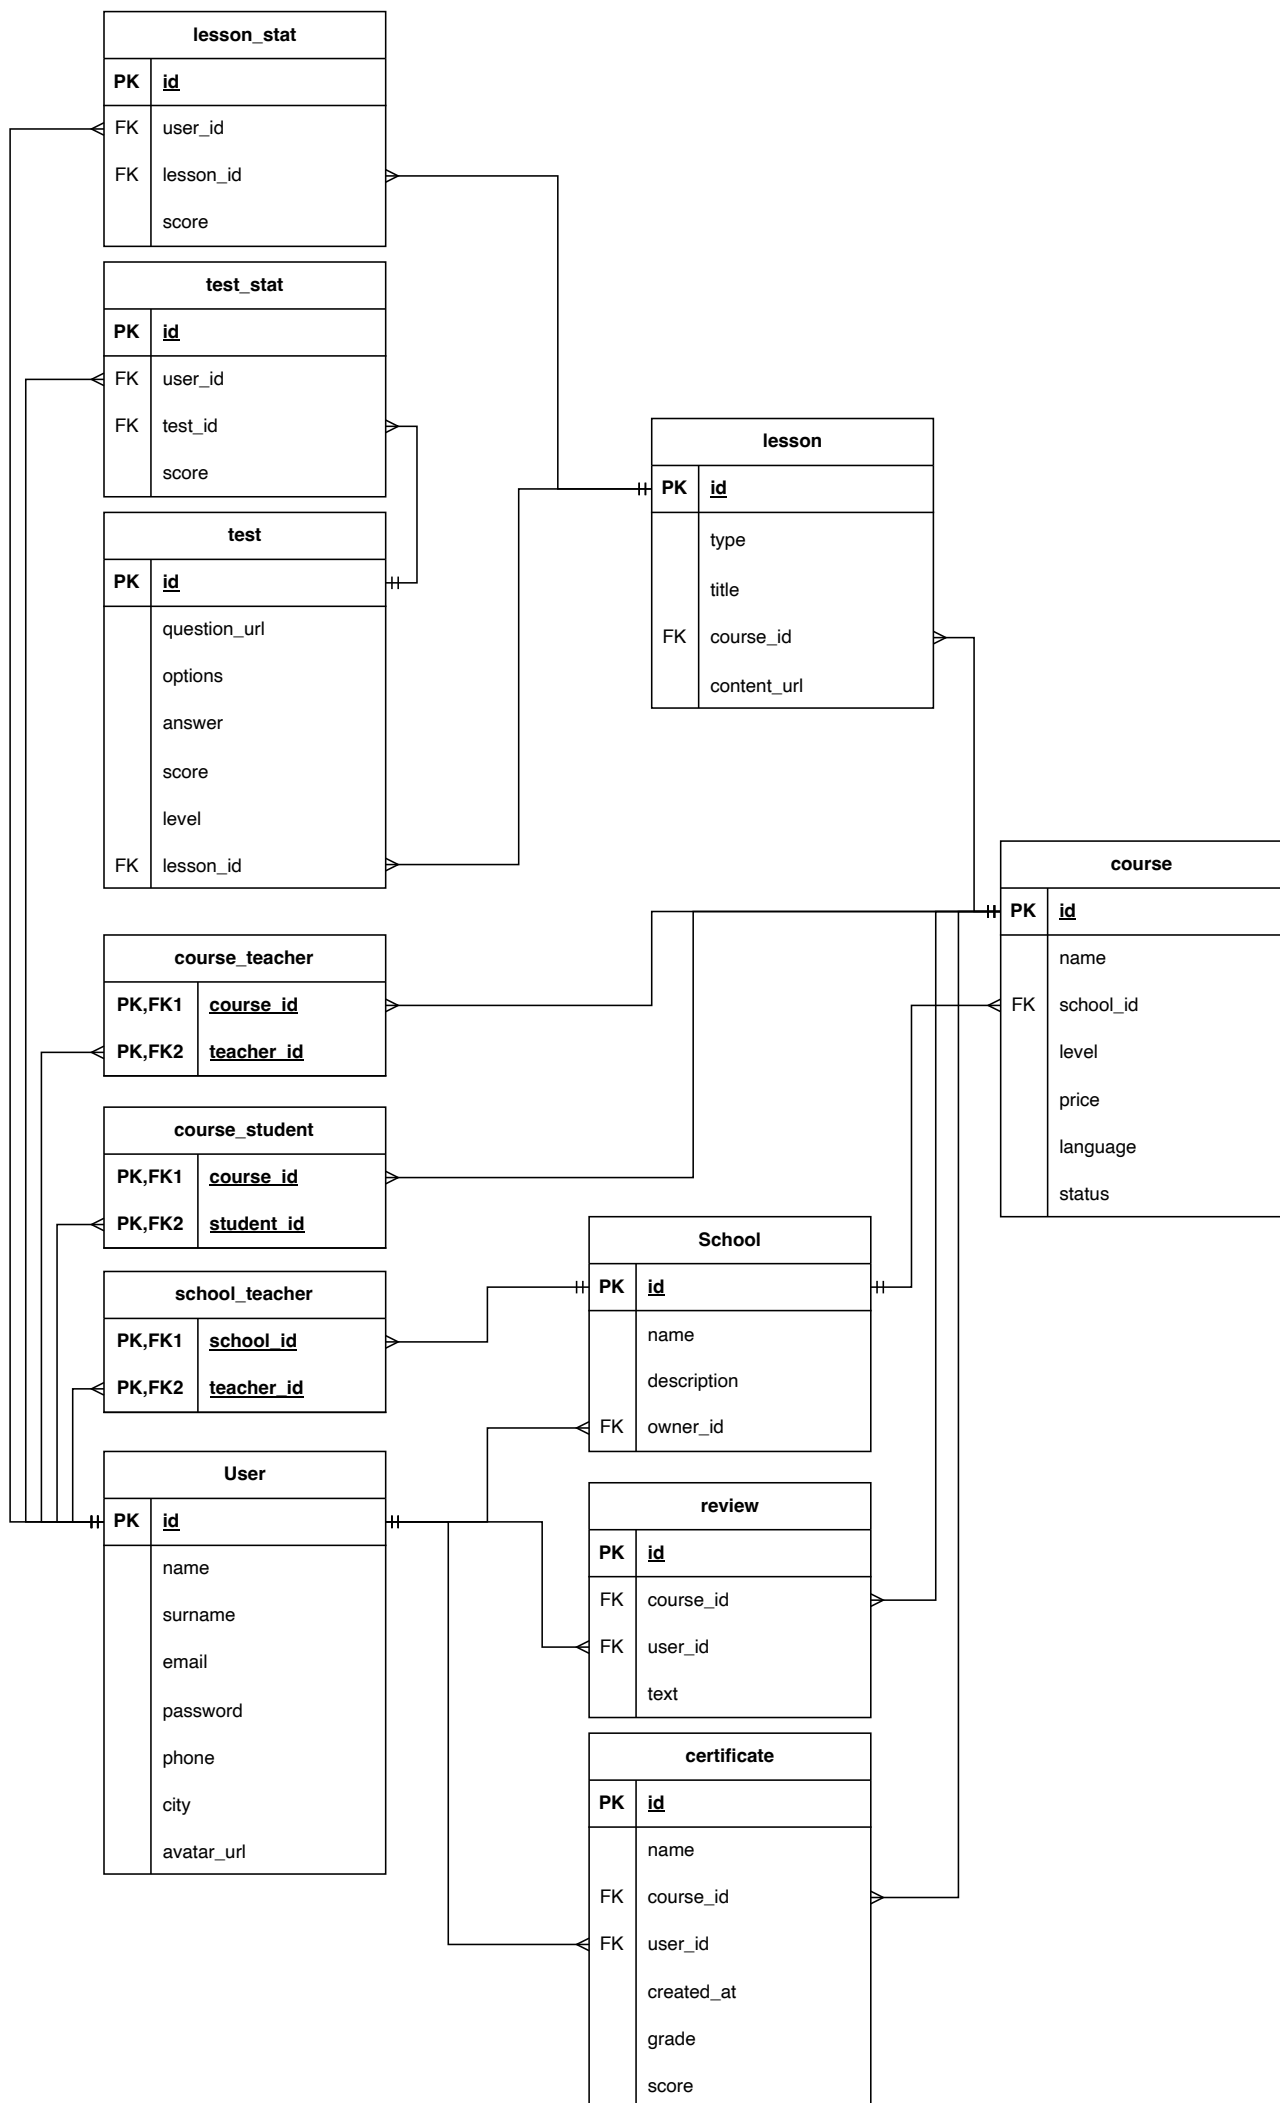 lesson_stat
PK id
FK user_id
FK lesson_id
score
test_stat
PK id
FK user_id
FK test_id
score
test
PK id
question_url
options
answer
score
level
FK lesson_id
lesson
PK id
type
title
FK course_id
content_url
course
PK id
name
FK school_id
level
price
language
status
course_teacher
PK,FK1 course_id
PK,FK2 teacher_id
course_student
PK,FK1 course_id
PK,FK2 student_id
school_teacher
PK,FK1 school_id
PK,FK2 teacher_id
School
PK id
name
description
FK owner_id
User
PK id
name
surname
email
password
phone
city
avatar_url
review
PK id
FK course_id
FK user_id
text
certificate
PK id
name
FK course_id
FK user_id
created_at
grade
score